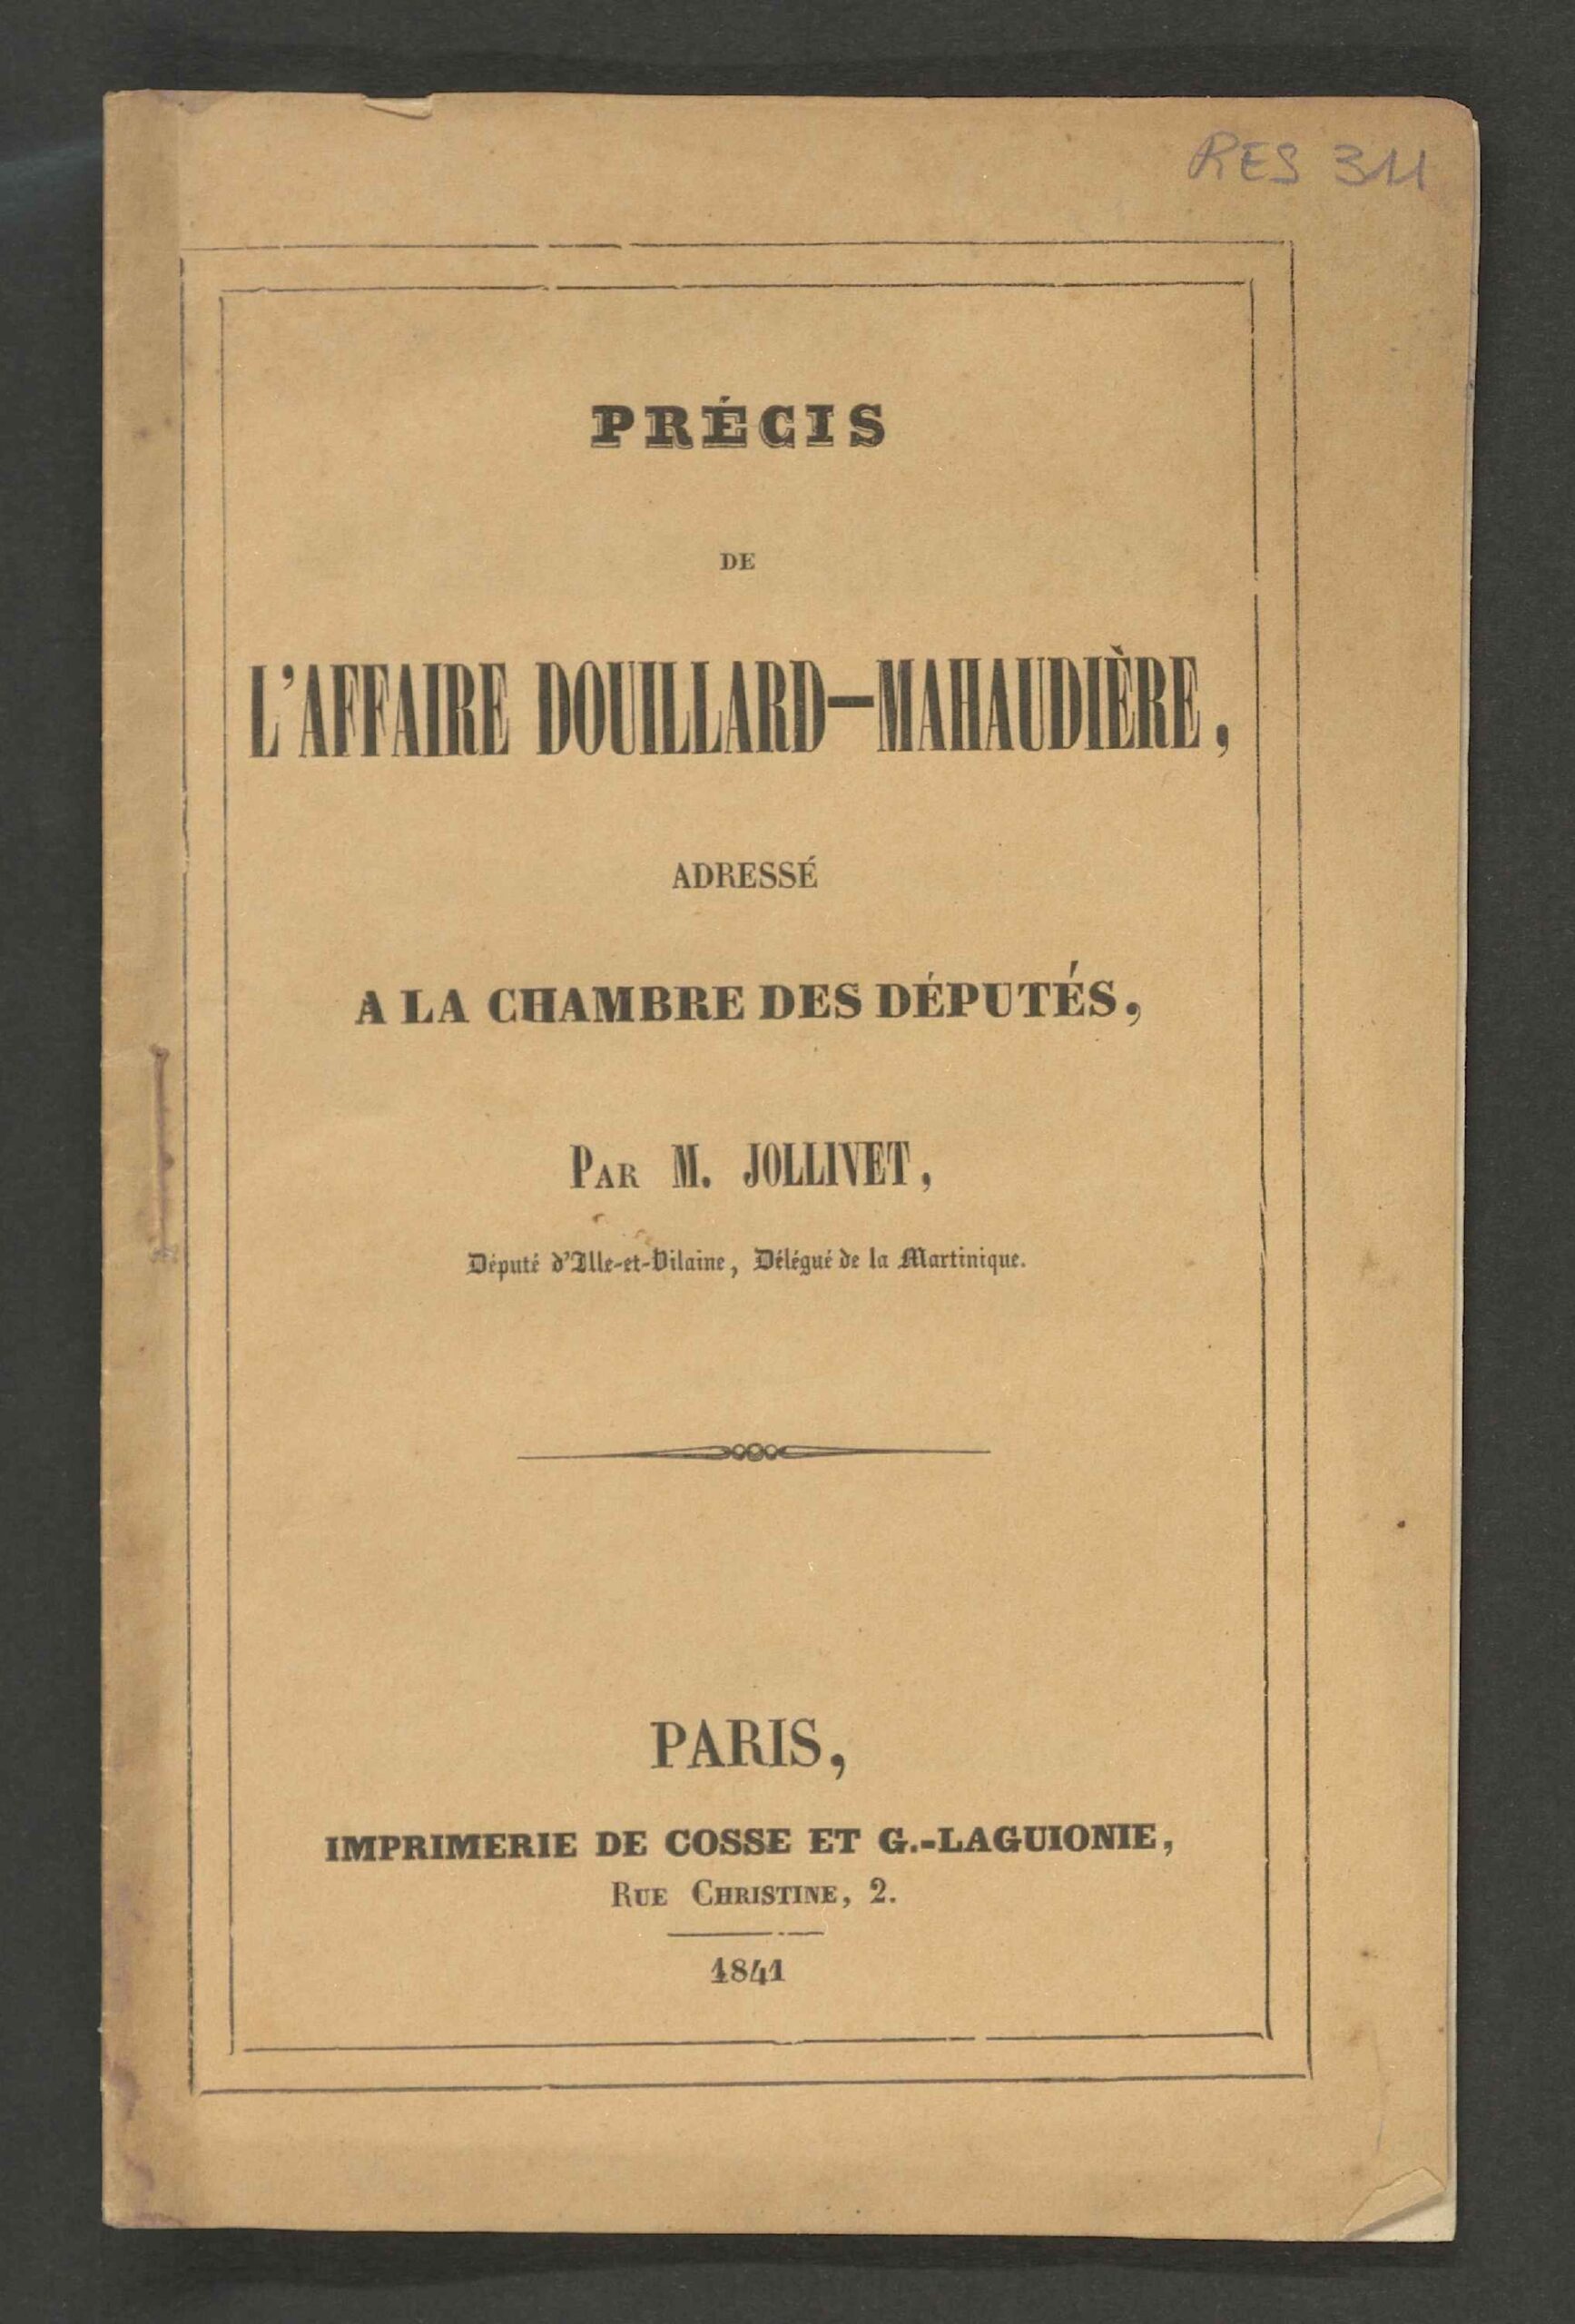 RES 311
PRÉCIS
DE
L'AFFAIRE DOUILLARD—MAHAUDIÈRE,
ADRESSÉ
A LA CHAMBRE DES DÉPUTÉS,
PAR M. JOLLIVET,
Député d'Ille-et-Vilaine, Délégué de la Martinique.
PARIS,
IMPRIMERIE DE COSSE ET G.-LAGUIONIE,
RUE CHRISTINE, 2.
1841